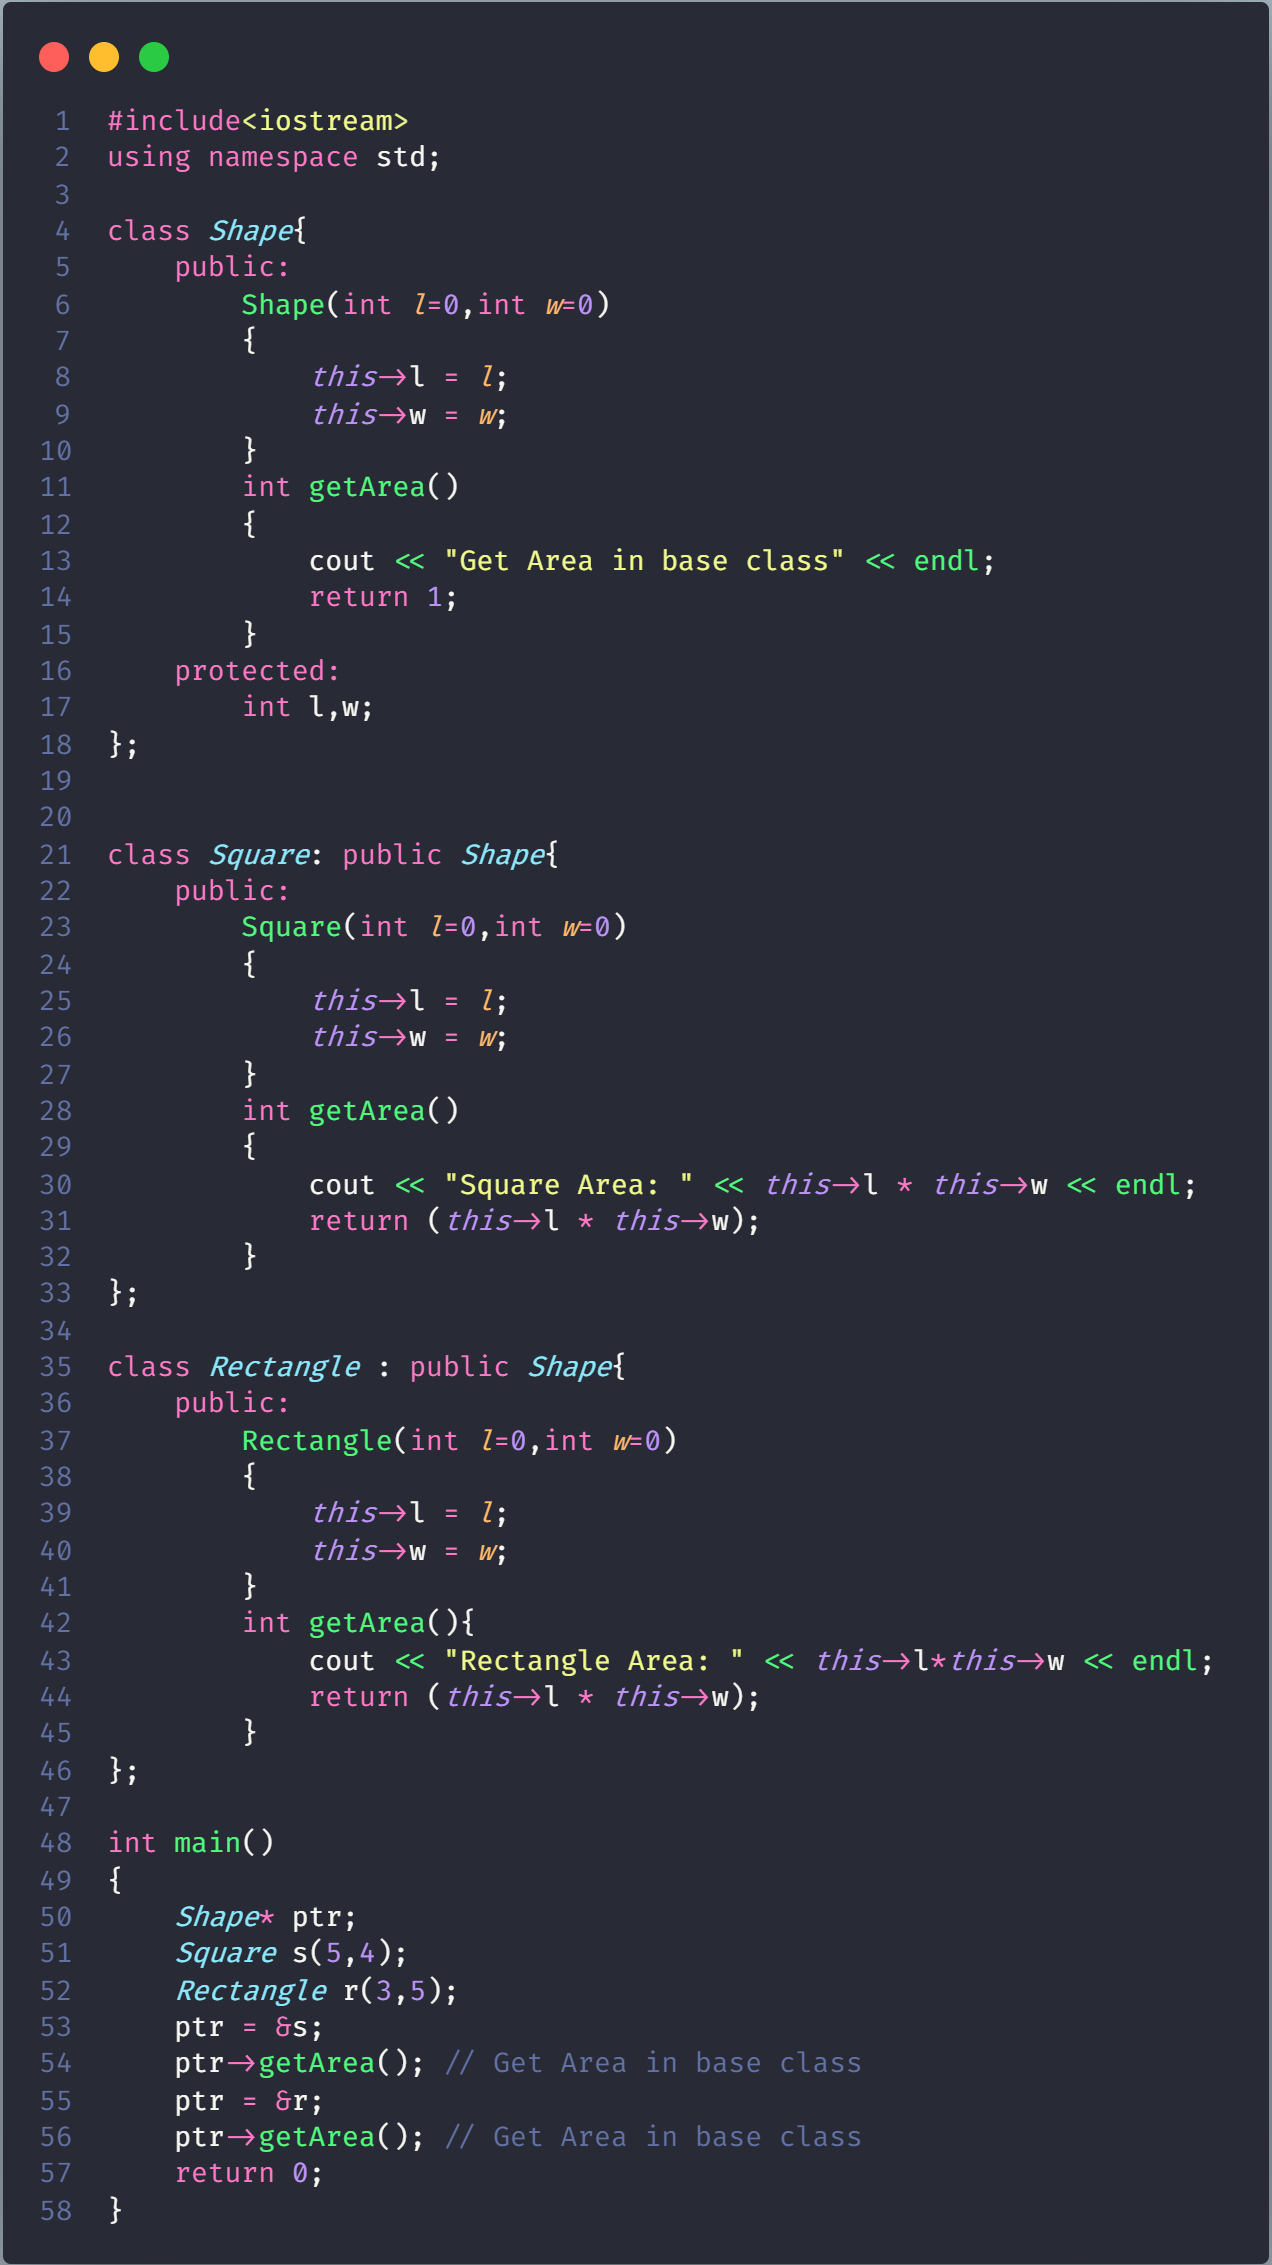 1 #include<iostream>
2 using namespace std;
3
4 class Shape{
5     public:
6         Shape(int l=0,int w=0)
7         {
8             this->l = l;
9             this->w = w;
10         }
11         int getArea()
12         {
13             cout << "Get Area in base class" << endl;
14             return 1;
15         }
16     protected:
17         int l,w;
18 };
19
20
21 class Square: public Shape{
22     public:
23         Square(int l=0,int w=0)
24         {
25             this->l = l;
26             this->w = w;
27         }
28         int getArea()
29         {
30             cout << "Square Area: " << this->l * this->w << endl;
31             return (this->l * this->w);
32         }
33 };
34
35 class Rectangle : public Shape{
36     public:
37         Rectangle(int l=0,int w=0)
38         {
39             this->l = l;
40             this->w = w;
41         }
42         int getArea(){
43             cout << "Rectangle Area: " << this->l*this->w << endl;
44             return (this->l * this->w);
45         }
46 };
47
48 int main()
49 {
50     Shape* ptr;
51     Square s(5,4);
52     Rectangle r(3,5);
53     ptr = &s;
54     ptr->getArea(); // Get Area in base class
55     ptr = &r;
56     ptr->getArea(); // Get Area in base class
57     return 0;
58 }